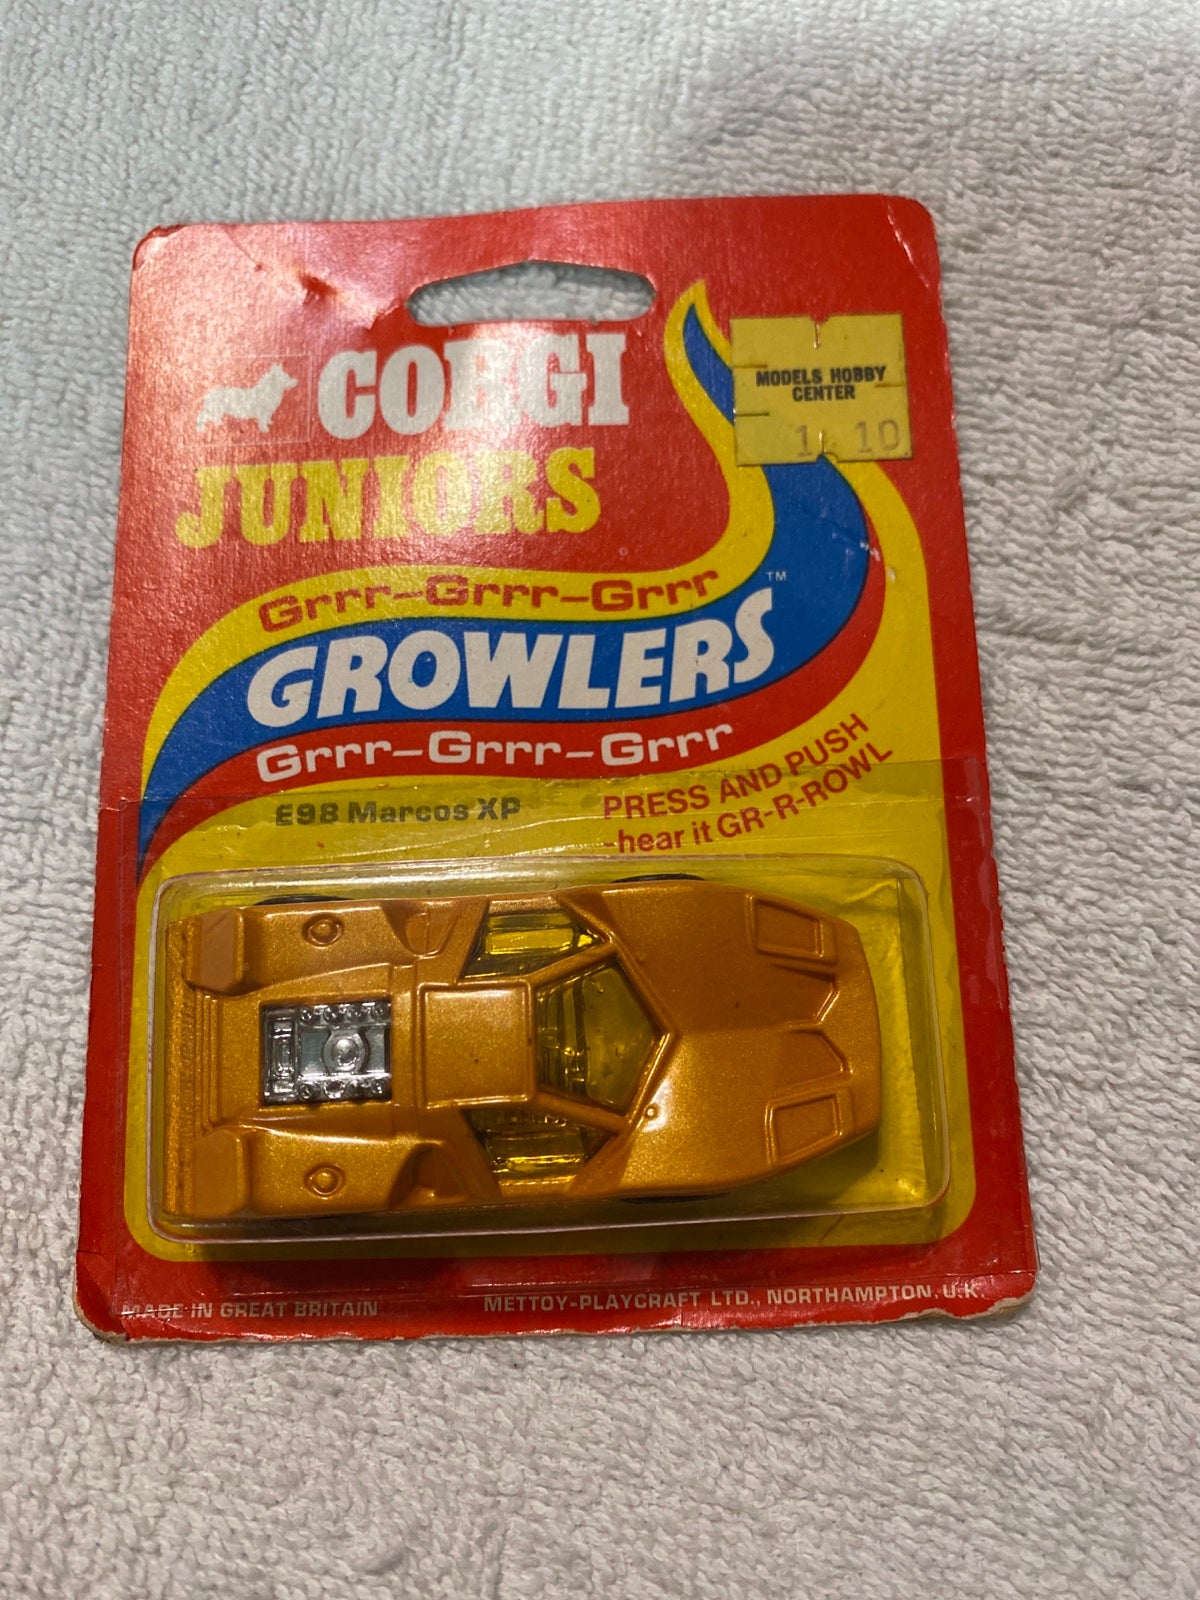 CORGI
JUNIORS
MODELS HOBBY
CENTER
1.10
Grrr-Grrr-Grrr
GROWLERS™
Grrr-Grrr-Grrr
E98 Marcos XP
PRESS AND PUSH
-hear it GR-R-ROWL
MADE IN GREAT BRITAIN
METTOY-PLAYCRAFT LTD., NORTHAMPTON, U.K.